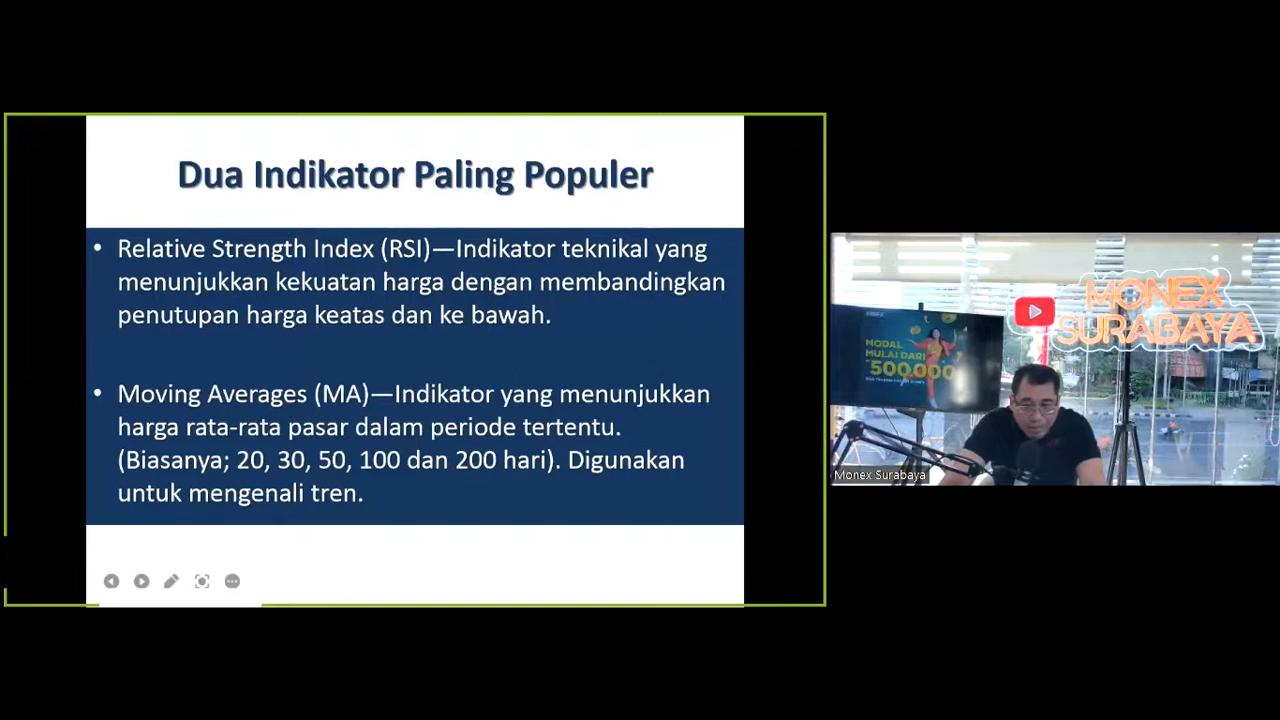 Dua Indikator Paling Populer
• Relative Strength Index (RSI)—Indikator teknikal yang
menunjukkan kekuatan harga dengan membandingkan
penutupan harga keatas dan ke bawah.
• Moving Averages (MA)—Indikator yang menunjukkan
harga rata-rata pasar dalam periode tertentu.
(Biasanya; 20, 30, 50, 100 dan 200 hari). Digunakan
untuk mengenali tren.
MONEX
SURABAYA
MODAL
MULAI DARI
500.000
Monex Surabaya